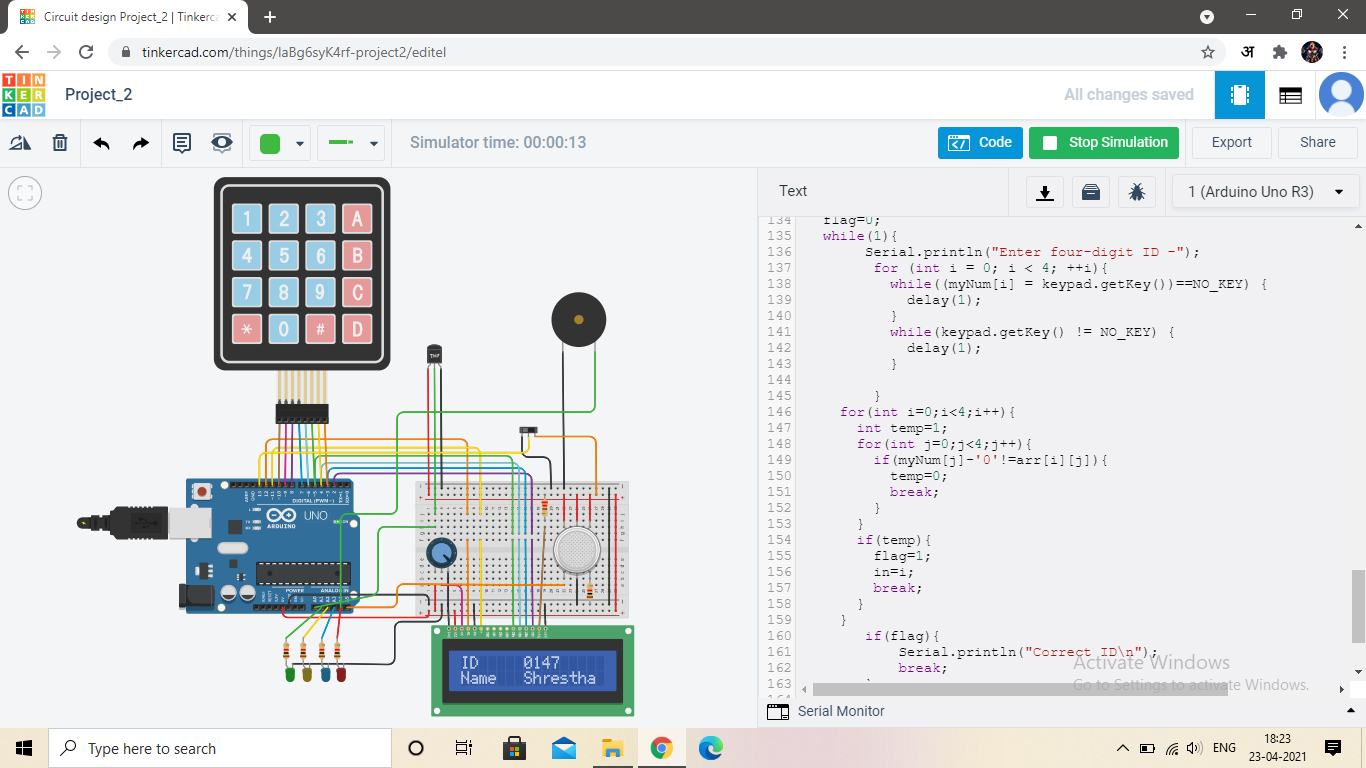 Circuit design Project_2 | Tinkerca
tinkercad.com/things/laBg6syK4rf-project2/editel
अ
TIN
KER
CAD
Project_2
All changes saved
Simulator time: 00:00:13
Code
Stop Simulation
Export
Share
Text
1 (Arduino Uno R3)
1 2 3 A
4 5 6 B
7 8 9 C
* 0 # D
TMP
DIGITAL (PWM~)
UNO
ARDUINO
POWER
ANALOG IN
ID 0147
Name Shrestha
134 flag=0;
135 while(1){
136 Serial.println("Enter four-digit ID -");
137 for (int i = 0; i < 4; ++i){
138 while((myNum[i] = keypad.getKey())==NO_KEY) {
139 delay(1);
140 }
141 while(keypad.getKey() != NO_KEY) {
142 delay(1);
143 }
144
145 }
146 for(int i=0;i<4;i++){
147 int temp=1;
148 for(int j=0;j<4;j++){
149 if(myNum[j]-'0'!=arr[i][j]){
150 temp=0;
151 break;
152 }
153 }
154 if(temp){
155 flag=1;
156 in=i;
157 break;
158 }
159 }
160 if(flag){
161 Serial.println("Correct ID\n");
162 break;
163
Activate Windows
Go to Settings to activate Windows.
Serial Monitor
Type here to search
ENG
18:23
23-04-2021